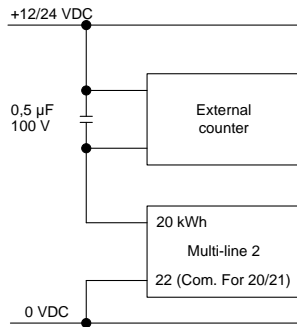 +12/24 VDC
0,5 µF
100 V
External
counter
20 kWh
Multi-line 2
22 (Com. For 20/21)
0 VDC